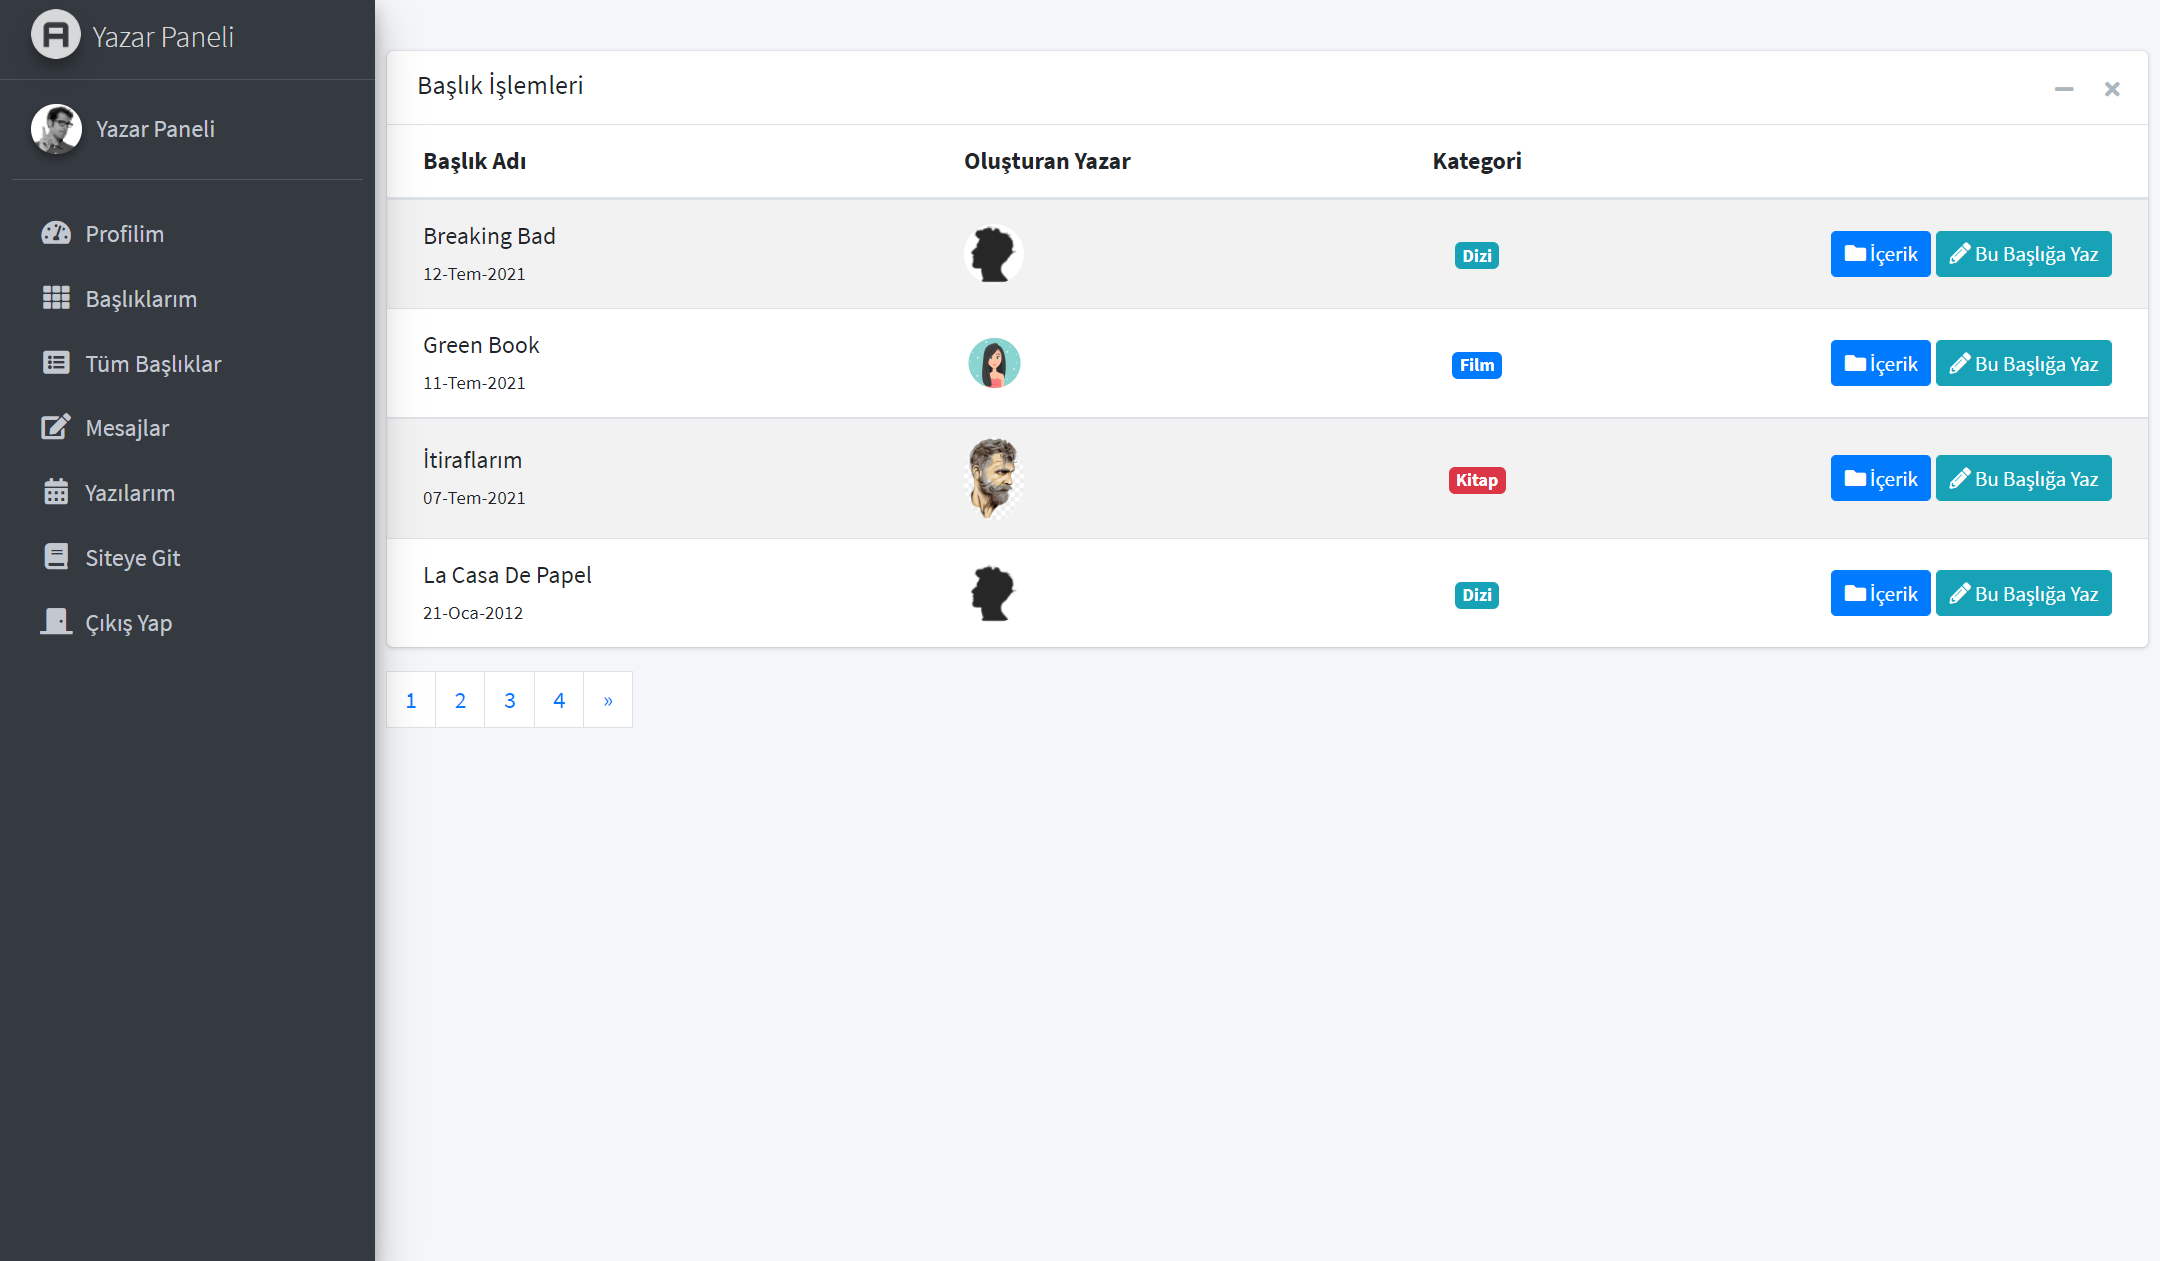 Yazar Paneli
Yazar Paneli
Profilim
Başlıklarım
Tüm Başlıklar
Mesajlar
Yazılarım
Siteye Git
Çıkış Yap
Başlık İşlemleri
Başlık Adı Oluşturan Yazar Kategori
Breaking Bad
12-Tem-2021
Dizi İçerik Bu Başlığa Yaz
Green Book
11-Tem-2021
Film İçerik Bu Başlığa Yaz
İtiraflarım
07-Tem-2021
Kitap İçerik Bu Başlığa Yaz
La Casa De Papel
21-Oca-2012
Dizi İçerik Bu Başlığa Yaz
1 2 3 4 »